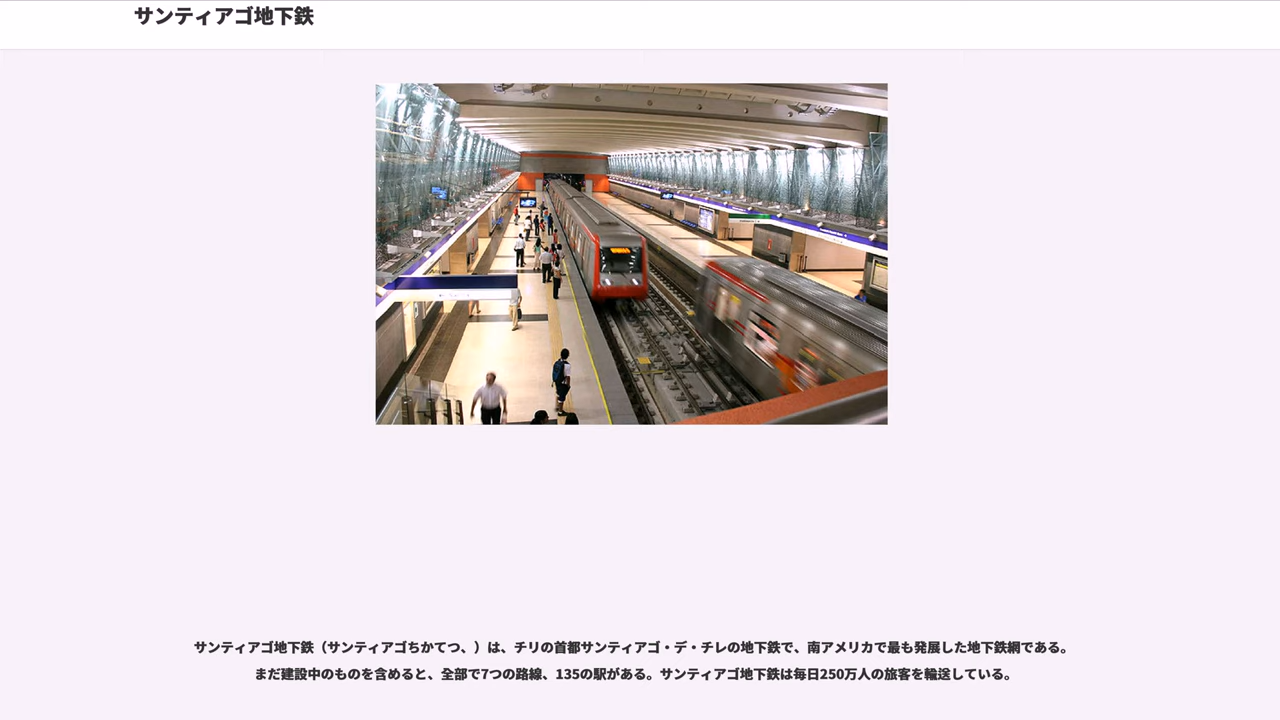 サンティアゴ地下鉄
サンティアゴ地下鉄（サンティアゴちかてつ、）は、チリの首都サンティアゴ・デ・チレの地下鉄で、南アメリカで最も発展した地下鉄網である。
まだ建設中のものを含めると、全部で7つの路線、135の駅がある。サンティアゴ地下鉄は毎日250万人の旅客を輸送している。